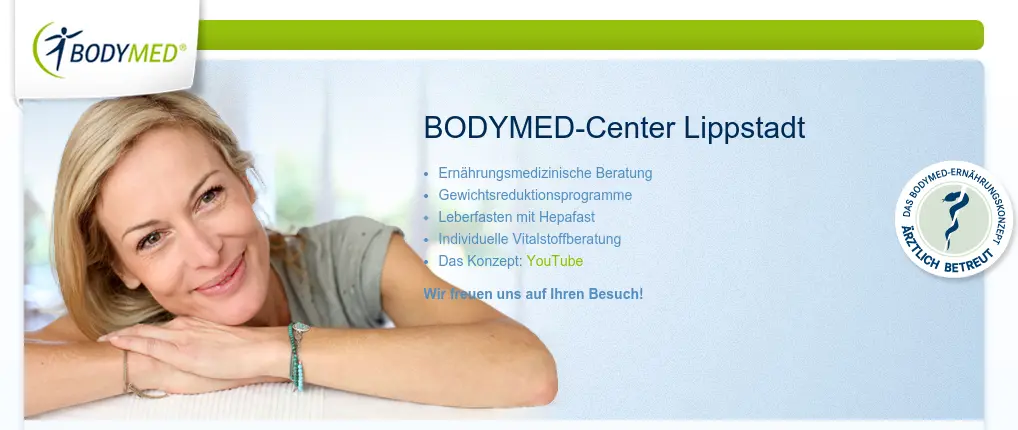 BODYMED®
BODYMED-Center Lippstadt
• Ernährungsmedizinische Beratung
• Gewichtsreduktionsprogramme
• Leberfasten mit Hepafast
• Individuelle Vitalstoffberatung
• Das Konzept: YouTube
Wir freuen uns auf Ihren Besuch!
DAS BODYMED-ERNÄHRUNGSKONZEPT
ÄRZTLICH BETREUT